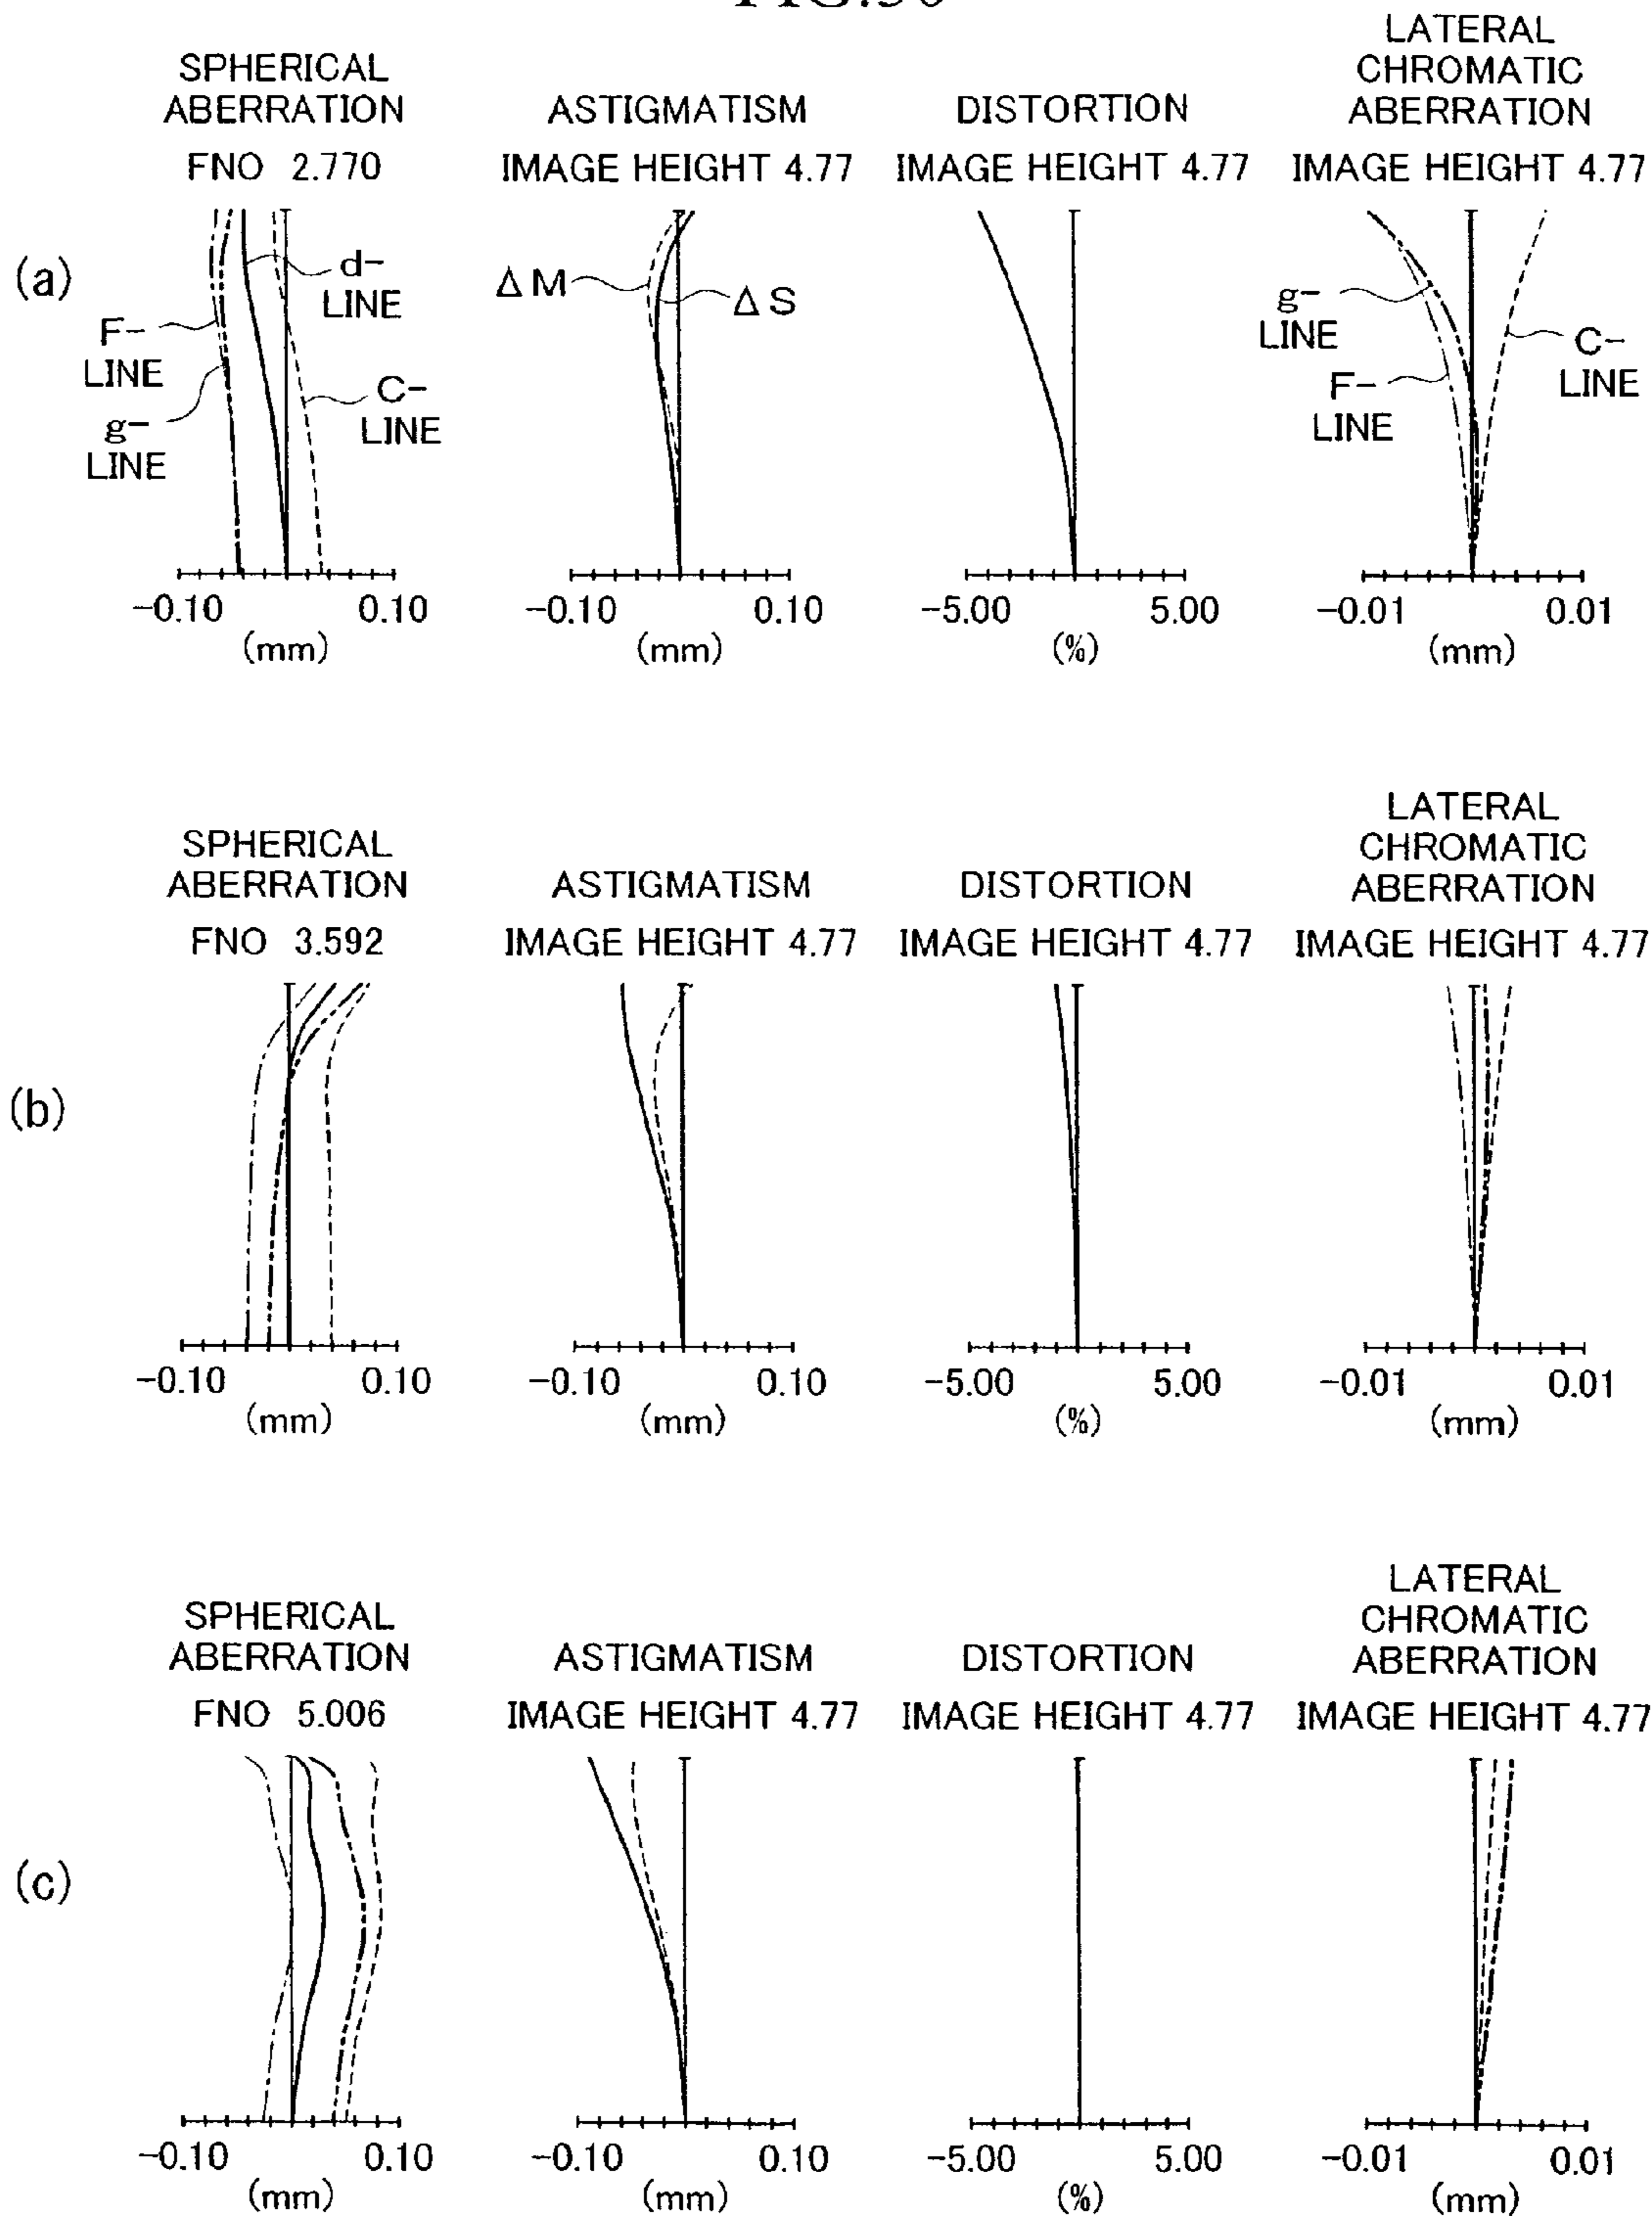 SPHERICAL
ABERRATION
FNO 2.770
ASTIGMATISM
IMAGE HEIGHT 4.77
DISTORTION
IMAGE HEIGHT 4.77
LATERAL
CHROMATIC
ABERRATION
IMAGE HEIGHT 4.77
(a)
d-
LINE
F-
LINE
g-
LINE
C-
LINE
-0.10 0.10
(mm)
ΔM
ΔS
-0.10 0.10
(mm)
-5.00 5.00
(%)
g-
LINE
F-
LINE
C-
LINE
-0.01 0.01
(mm)
SPHERICAL
ABERRATION
FNO 3.592
ASTIGMATISM
IMAGE HEIGHT 4.77
DISTORTION
IMAGE HEIGHT 4.77
LATERAL
CHROMATIC
ABERRATION
IMAGE HEIGHT 4.77
(b)
-0.10 0.10
(mm)
-0.10 0.10
(mm)
-5.00 5.00
(%)
-0.01 0.01
(mm)
SPHERICAL
ABERRATION
FNO 5.006
ASTIGMATISM
IMAGE HEIGHT 4.77
DISTORTION
IMAGE HEIGHT 4.77
LATERAL
CHROMATIC
ABERRATION
IMAGE HEIGHT 4.77
(c)
-0.10 0.10
(mm)
-0.10 0.10
(mm)
-5.00 5.00
(%)
-0.01 0.01
(mm)